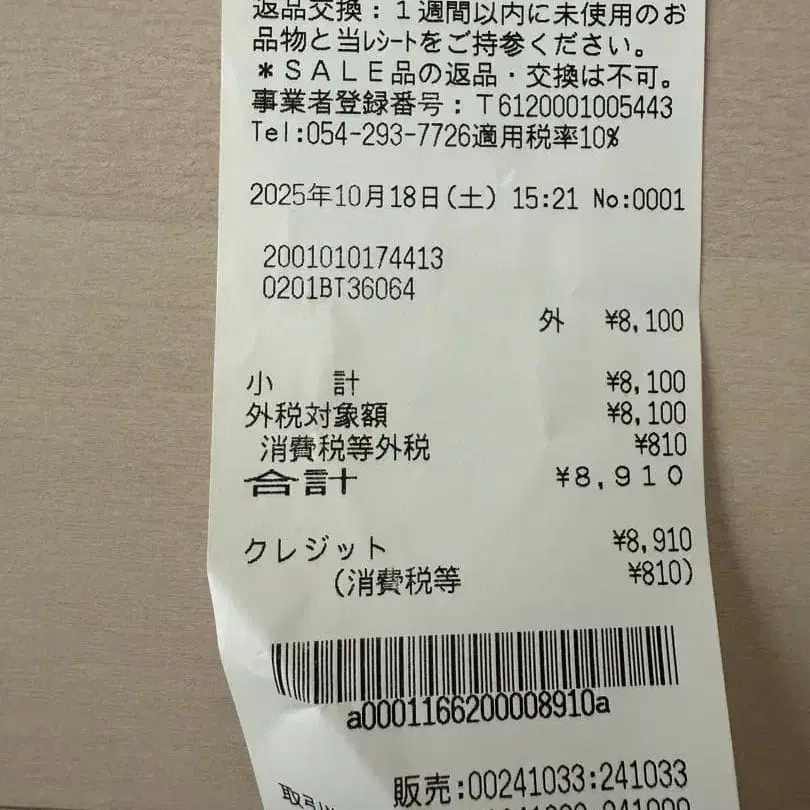 返品交換：１週間以内に未使用のお
品物と当ﾚｼｰﾄをご持参ください。
＊ＳＡＬＥ品の返品・交換は不可。
事業者登録番号：Ｔ6120001005443
Tel:054-293-7726適用税率10%
2025年10月18日(土) 15:21 No:0001
2001010174413
0201BT36064
外 ¥8,100
小　　計 ¥8,100
外税対象額 ¥8,100
消費税等外税 ¥810
合計 ¥８,９１０
クレジット ¥8,910
(消費税等 ¥810)
a0001166200008910a
販売:00241033:241033